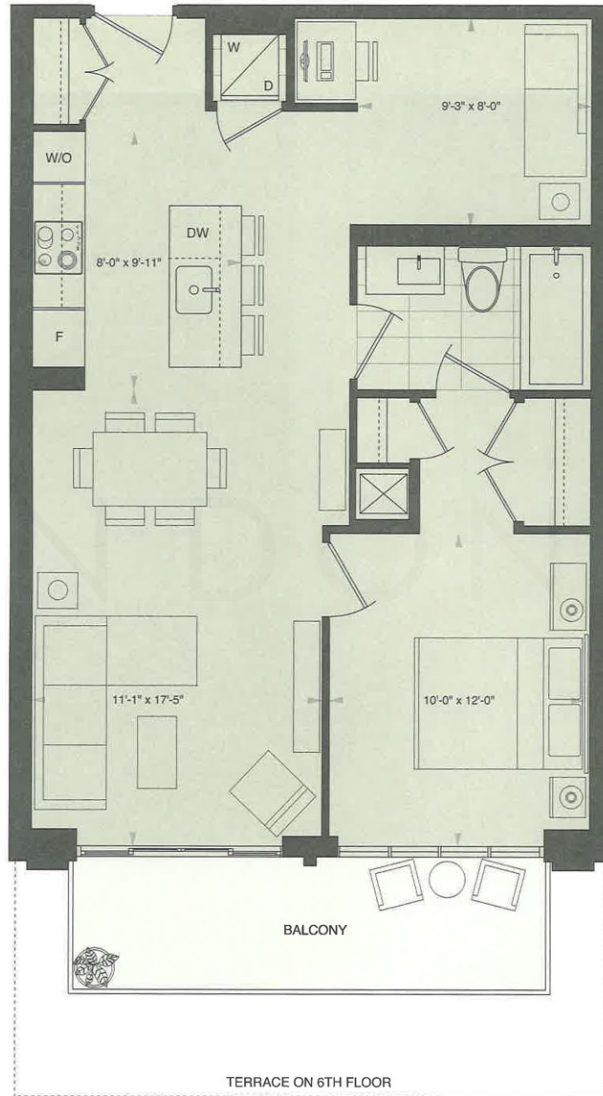 W
D
9'-3" x 8'-0"
W/O
DW
8'-0" x 9'-11"
F
11'-1" x 17'-5"
10'-0" x 12'-0"
BALCONY
TERRACE ON 6TH FLOOR